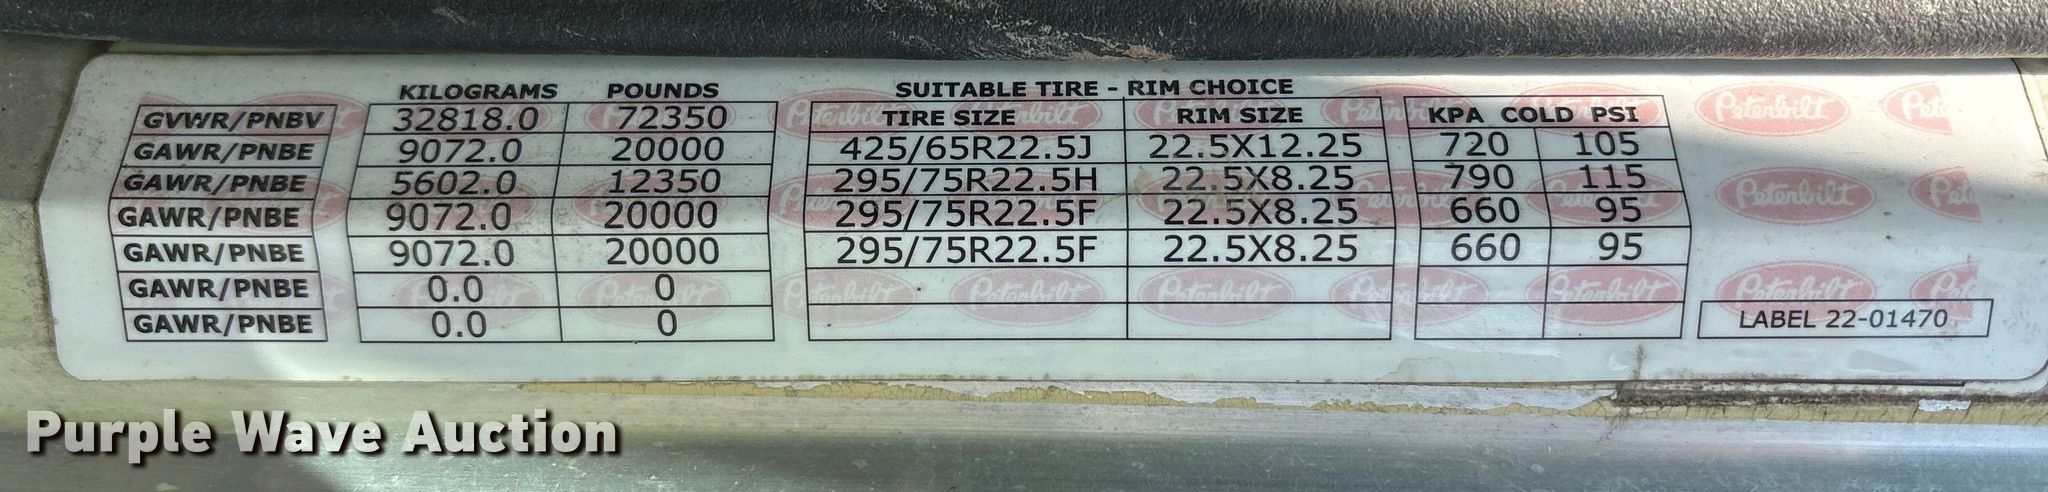 KILOGRAMS POUNDS SUITABLE TIRE - RIM CHOICE
GVWR/PNBV 32818.0 72350 TIRE SIZE RIM SIZE KPA COLD PSI
GAWR/PNBE 9072.0 20000 425/65R22.5J 22.5X12.25 720 105
GAWR/PNBE 5602.0 12350 295/75R22.5H 22.5X8.25 790 115
GAWR/PNBE 9072.0 20000 295/75R22.5F 22.5X8.25 660 95
GAWR/PNBE 9072.0 20000 295/75R22.5F 22.5X8.25 660 95
GAWR/PNBE 0.0 0
GAWR/PNBE 0.0 0
LABEL 22-01470
Peterbilt
Peterbilt
Peterbilt
Purple Wave Auction